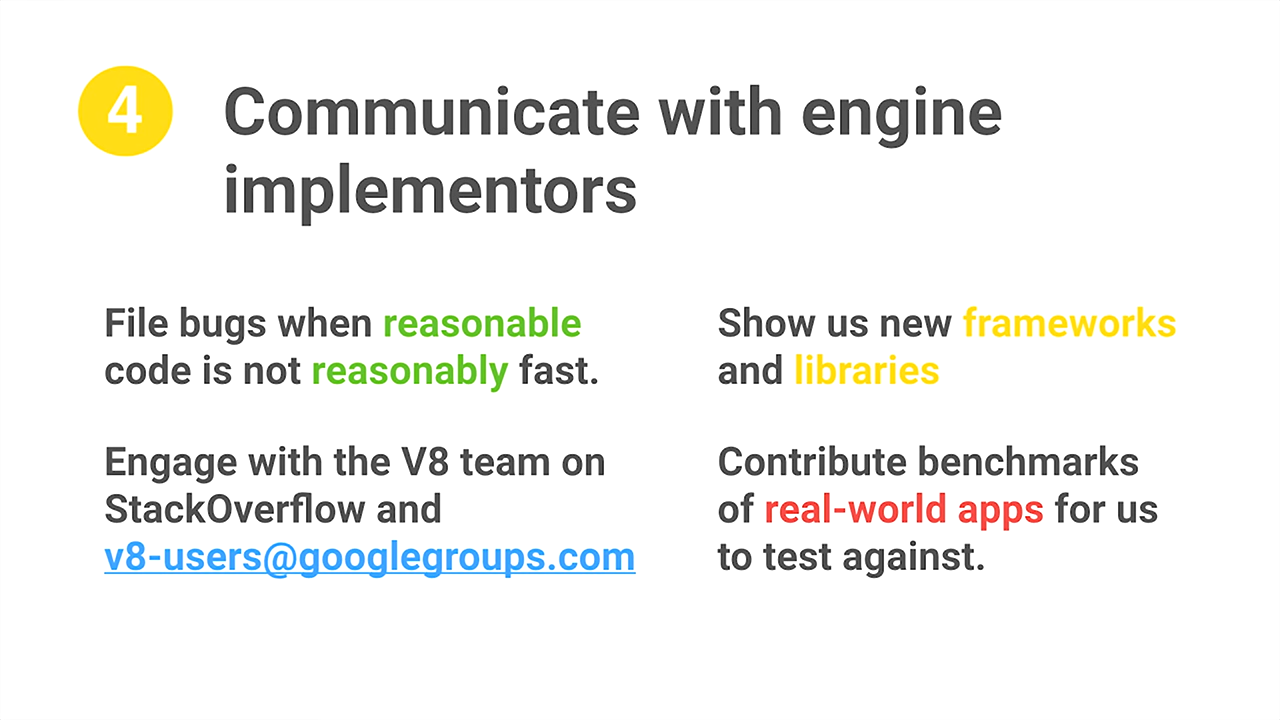 4
Communicate with engine
implementors
File bugs when reasonable
code is not reasonably fast.
Engage with the V8 team on
StackOverflow and
v8-users@googlegroups.com
Show us new frameworks
and libraries
Contribute benchmarks
of real-world apps for us
to test against.